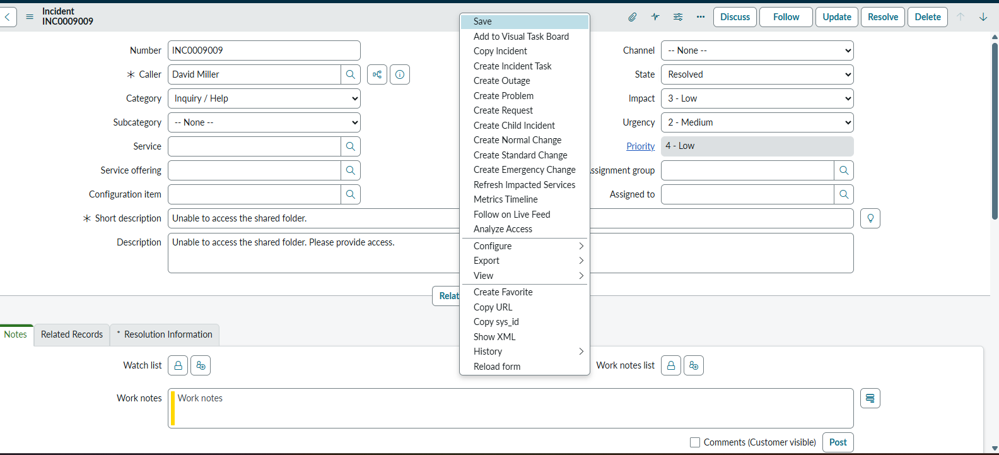 Incident
INC0009009
Discuss
Follow
Update
Resolve
Delete
Number
INC0009009
Channel
-- None --
* Caller
David Miller
State
Resolved
Category
Inquiry / Help
Impact
3 - Low
Subcategory
-- None --
Urgency
2 - Medium
Service
Priority
4 - Low
Service offering
ssignment group
Configuration item
Assigned to
* Short description
Unable to access the shared folder.
Description
Unable to access the shared folder. Please provide access.
Relat
Save
Add to Visual Task Board
Copy Incident
Create Incident Task
Create Outage
Create Problem
Create Request
Create Child Incident
Create Normal Change
Create Standard Change
Create Emergency Change
Refresh Impacted Services
Metrics Timeline
Follow on Live Feed
Analyze Access
Configure
Export
View
Create Favorite
Copy URL
Copy sys_id
Show XML
History
Reload form
Notes
Related Records
* Resolution Information
Watch list
Work notes list
Work notes
Work notes
Comments (Customer visible)
Post